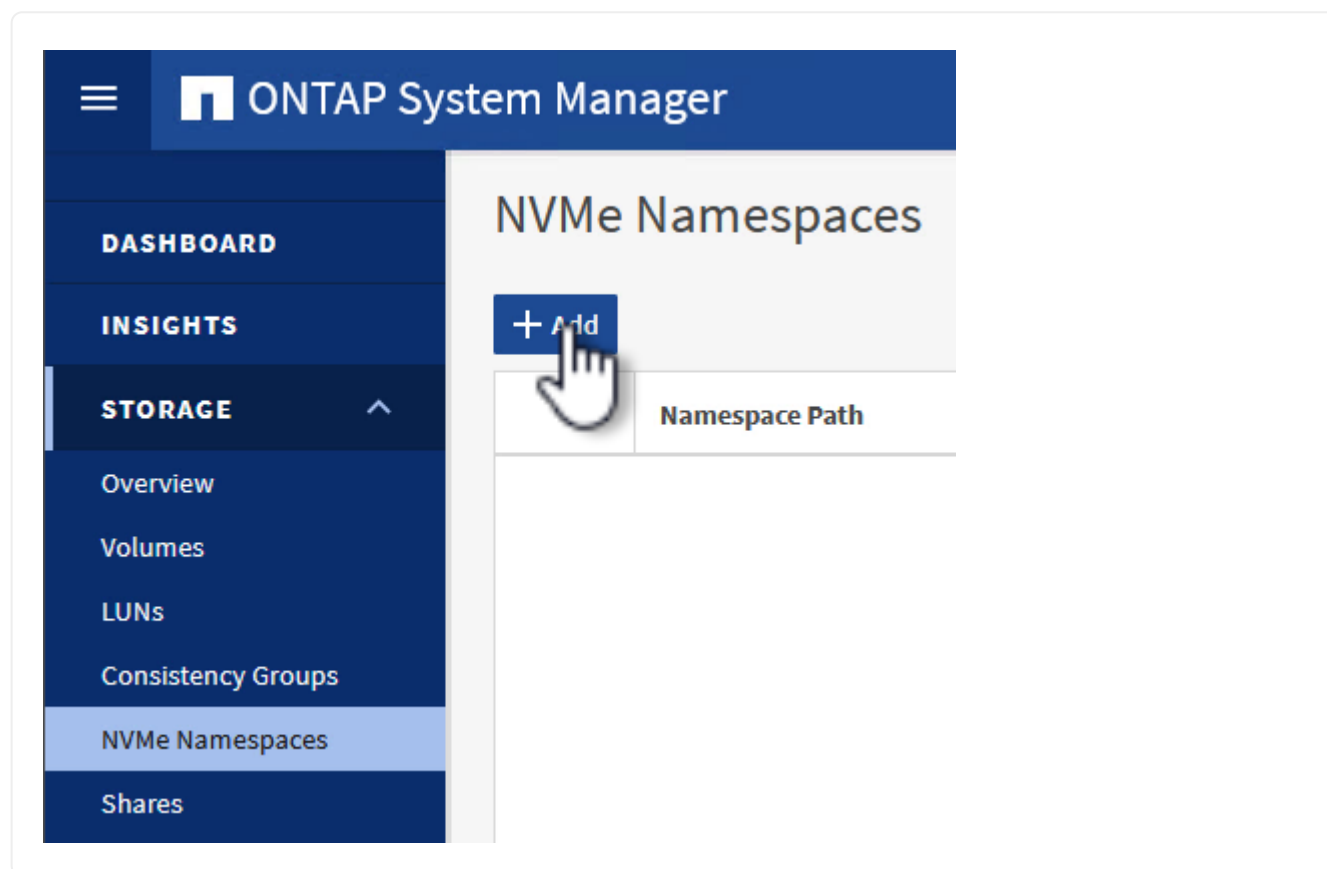 ONTAP System Manager
DASHBOARD
INSIGHTS
STORAGE
Overview
Volumes
LUNs
Consistency Groups
NVMe Namespaces
Shares
NVMe Namespaces
+ Add
Namespace Path